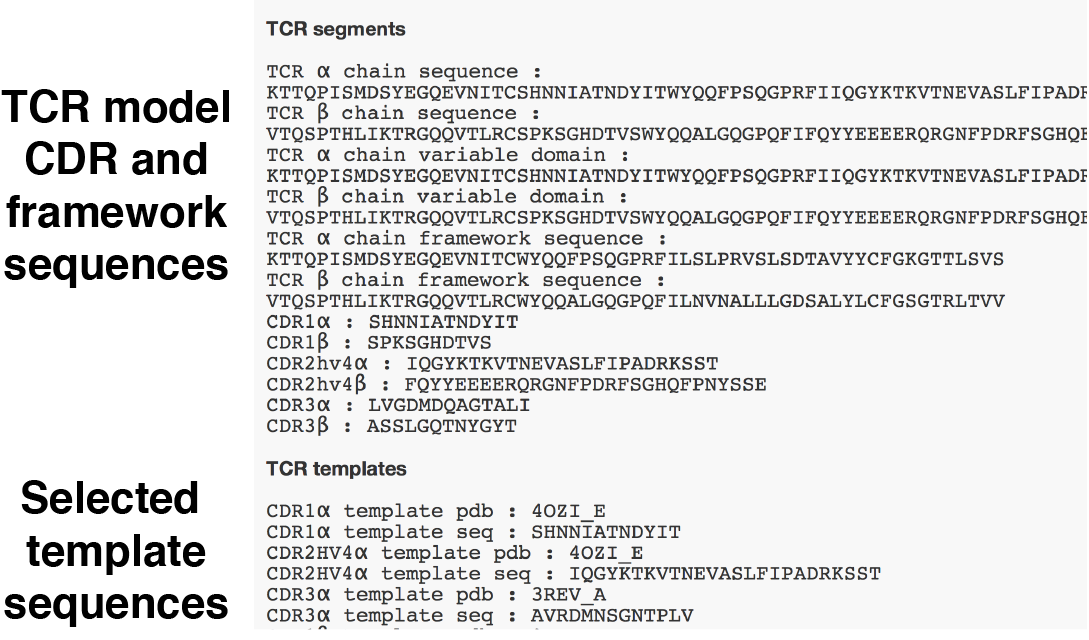 TCR model
CDR and
framework
sequences
TCR segments
TCR α chain sequence :
KTTQPISMDSYEGQEVNITCSHNNIATNDYITWYQQFPSQGPRFIIQGYKTKVTNEVASLFIPADR
TCR β chain sequence :
VTQSPTHLIKTRGQQVTLRCSPKSGHDTVSWYQQALGQGPQFIFQYYEEEERQRGNFPDRFSGHQE
TCR α chain variable domain :
KTTQPISMDSYEGQEVNITCSHNNIATNDYITWYQQFPSQGPRFIIQGYKTKVTNEVASLFIPADR
TCR β chain variable domain :
VTQSPTHLIKTRGQQVTLRCSPKSGHDTVSWYQQALGQGPQFIFQYYEEEERQRGNFPDRFSGHQE
TCR α chain framework sequence :
KTTQPISMDSYEGQEVNITCWYQQFPSQGPRFILSLPRVSLSDTAVYYCFGKGTTLSVS
TCR β chain framework sequence :
VTQSPTHLIKTRGQQVTLRCWYQQALGQGPQFILNVNALLLGDSALYLCFGSGTRLTVV
CDR1α : SHNNIATNDYIT
CDR1β : SPKSGHDTVS
CDR2hv4α : IQGYKTKVTNEVASLFIPADRKSST
CDR2hv4β : FQYYEEEERQRGNFPDRFSGHQFPNYSSE
CDR3α : LVGDMDQAGTALI
CDR3β : ASSLGQTNYGYT
Selected
template
sequences
TCR templates
CDR1α template pdb : 4OZI_E
CDR1α template seq : SHNNIATNDYIT
CDR2HV4α template pdb : 4OZI_E
CDR2HV4α template seq : IQGYKTKVTNEVASLFIPADRKSST
CDR3α template pdb : 3REV_A
CDR3α template seq : AVRDMNSGNTPLV